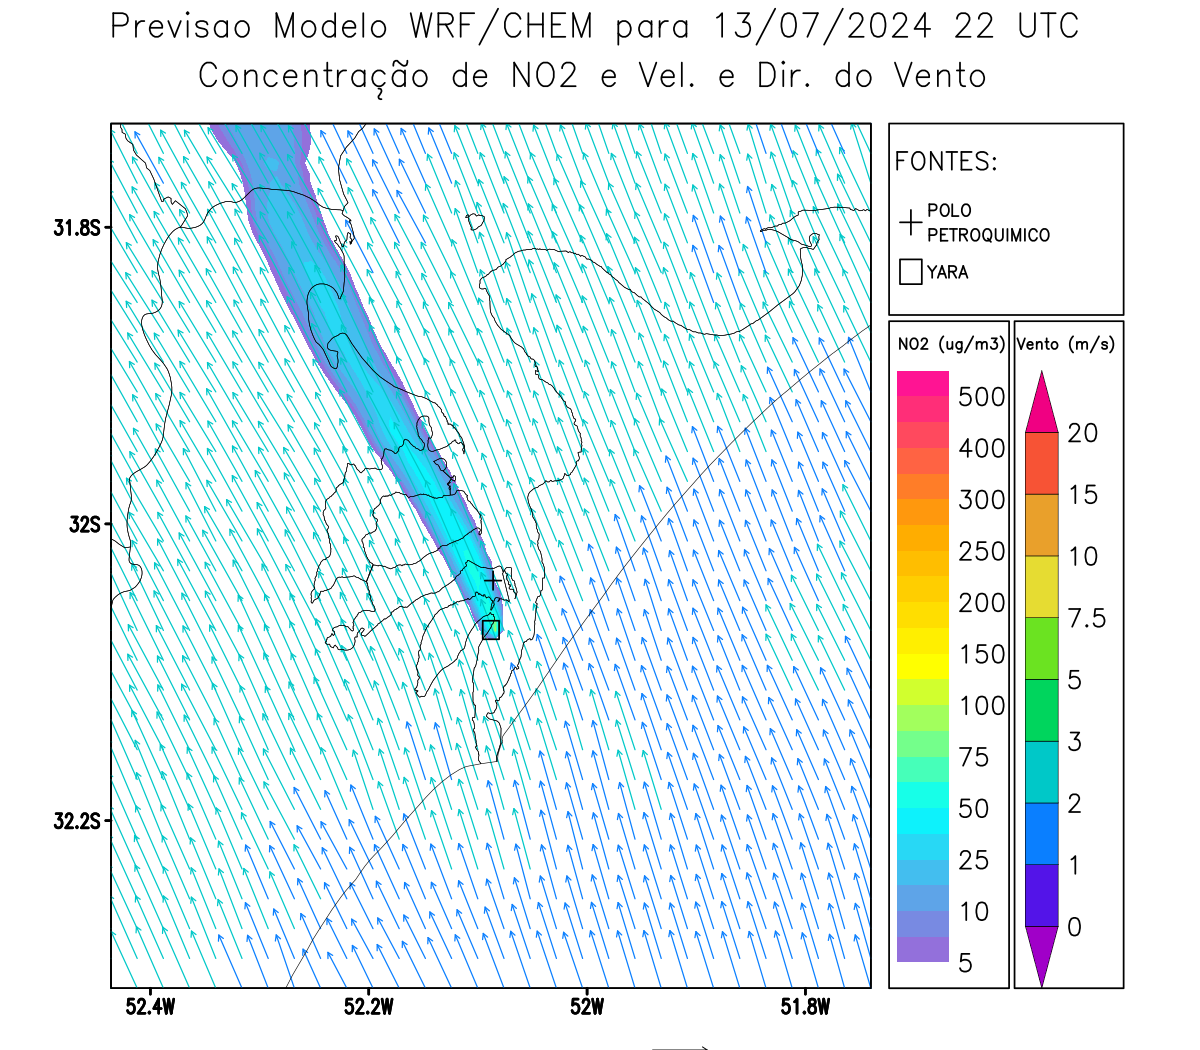 Previsao Modelo WRF/CHEM para 13/07/2024 22 UTC
Concentração de NO2 e Vel. e Dir. do Vento
FONTES:
POLO
PETROQUIMICO
YARA
NO2 (ug/m3)
500
400
300
250
200
150
100
75
50
25
10
5
Vento (m/s)
20
15
10
7.5
5
3
2
1
0
31.8S
32S
32.2S
52.4W
52.2W
52W
51.8W